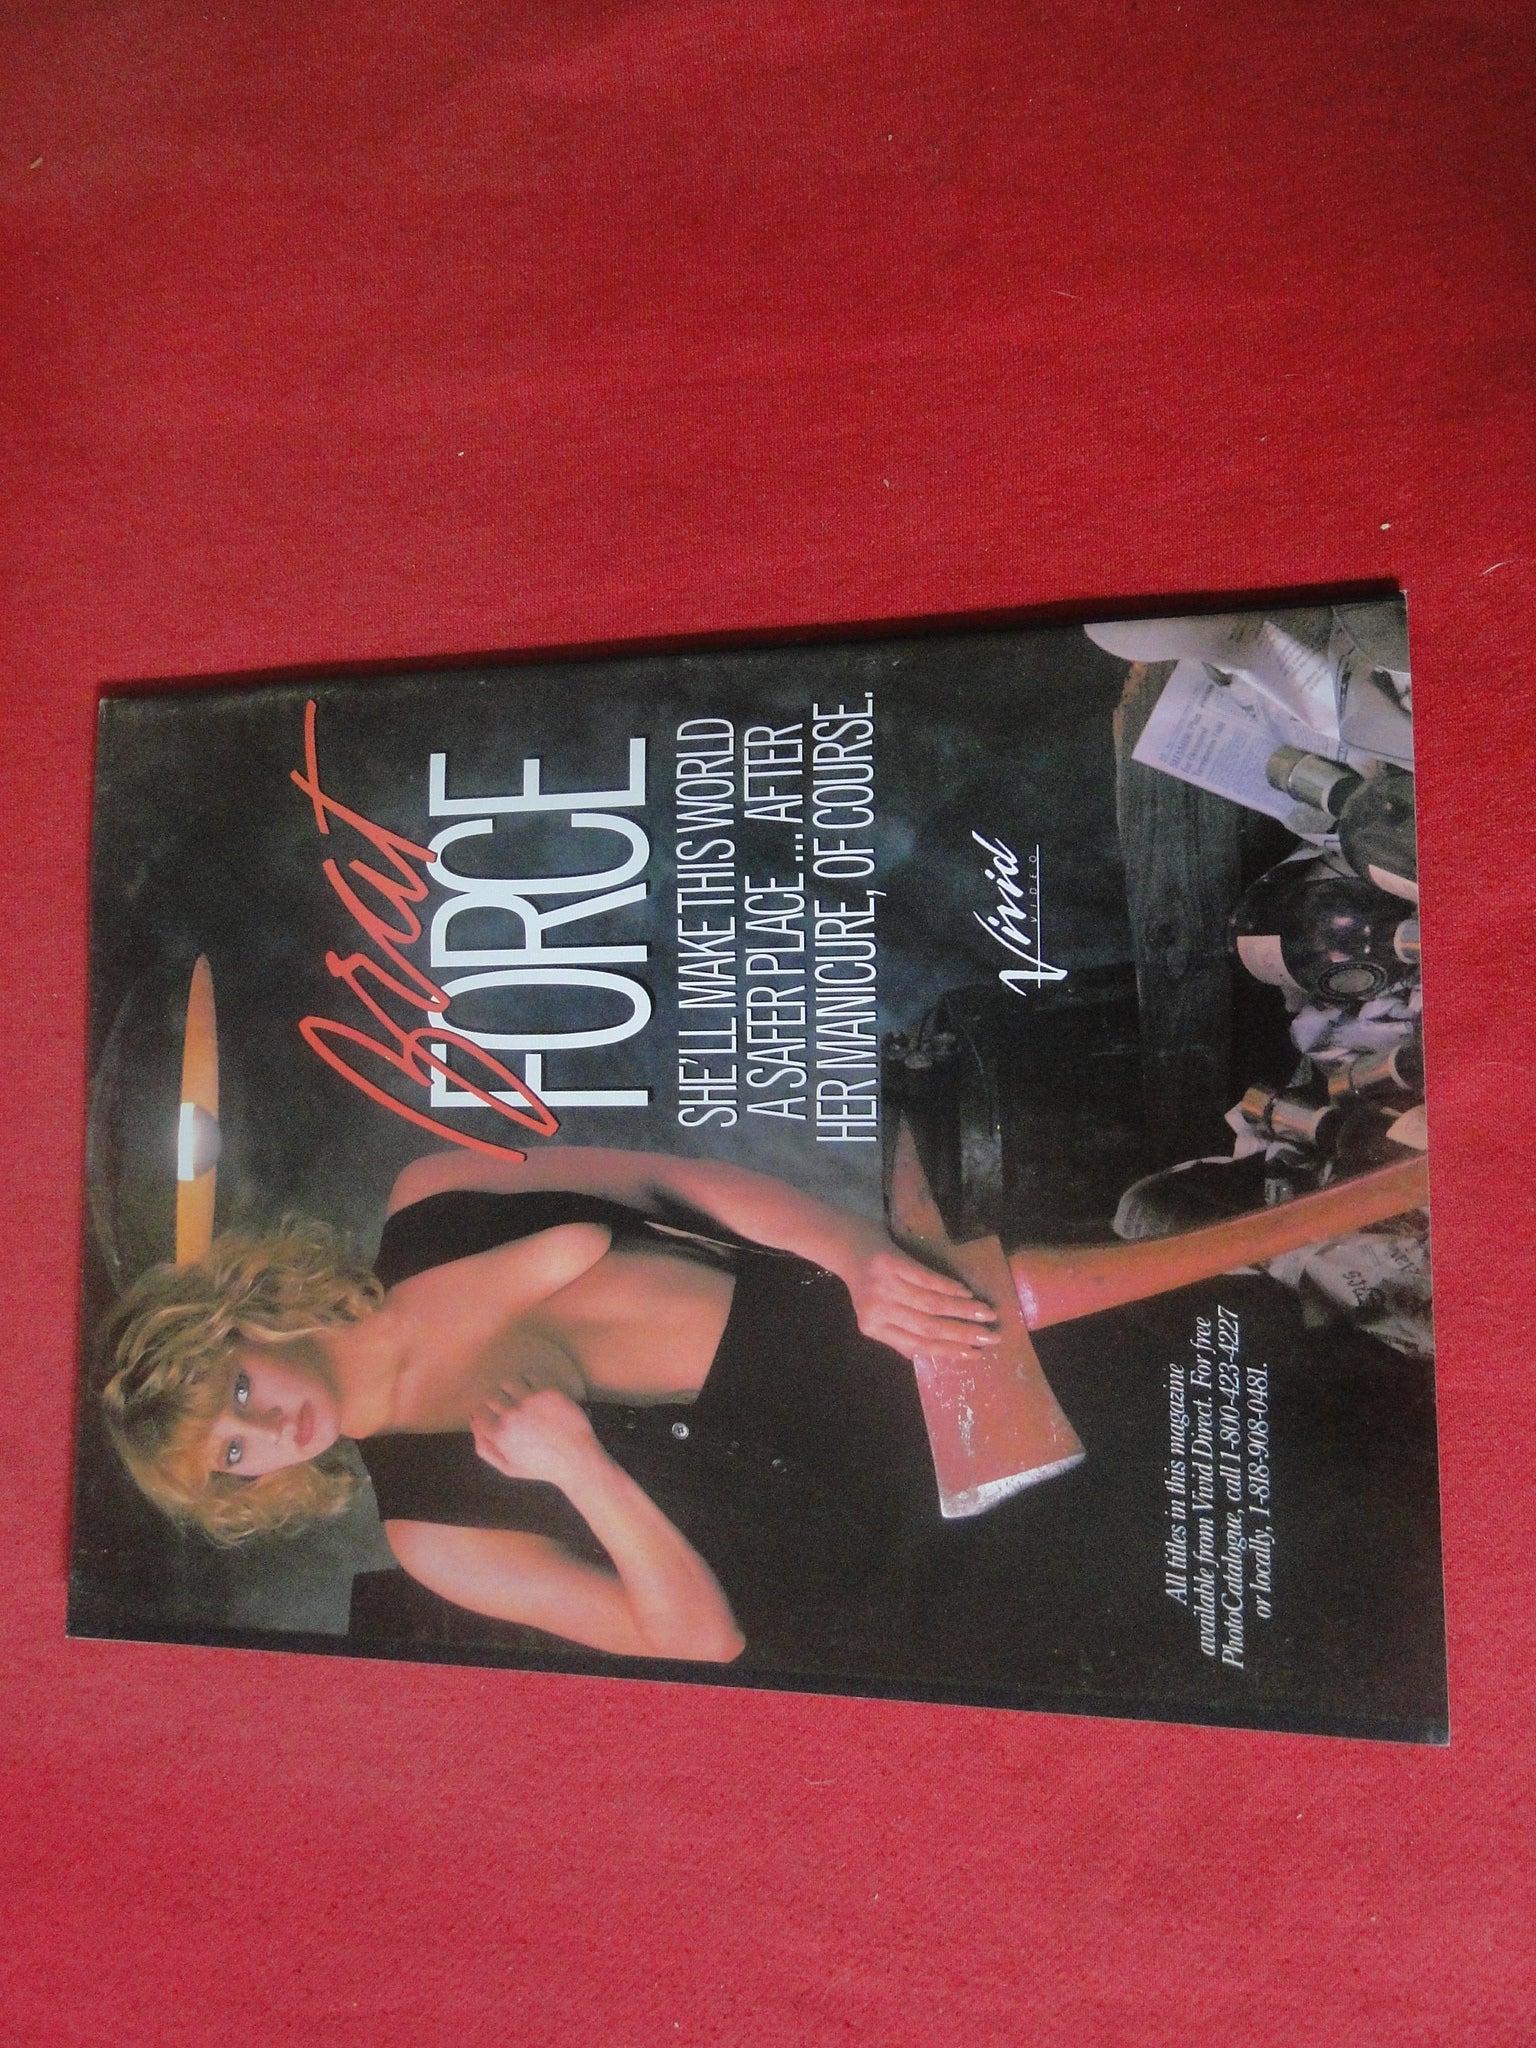 Brat
FORCE
SHE'LL MAKE THIS WORLD
A SAFER PLACE ... AFTER
HER MANICURE, OF COURSE.
Vivid
VIDEO
All titles in this magazine
available from Vivid Direct. For free
PhotoCatalogue, call 1-800-423-4227
or locally, 1-818-908-0481.